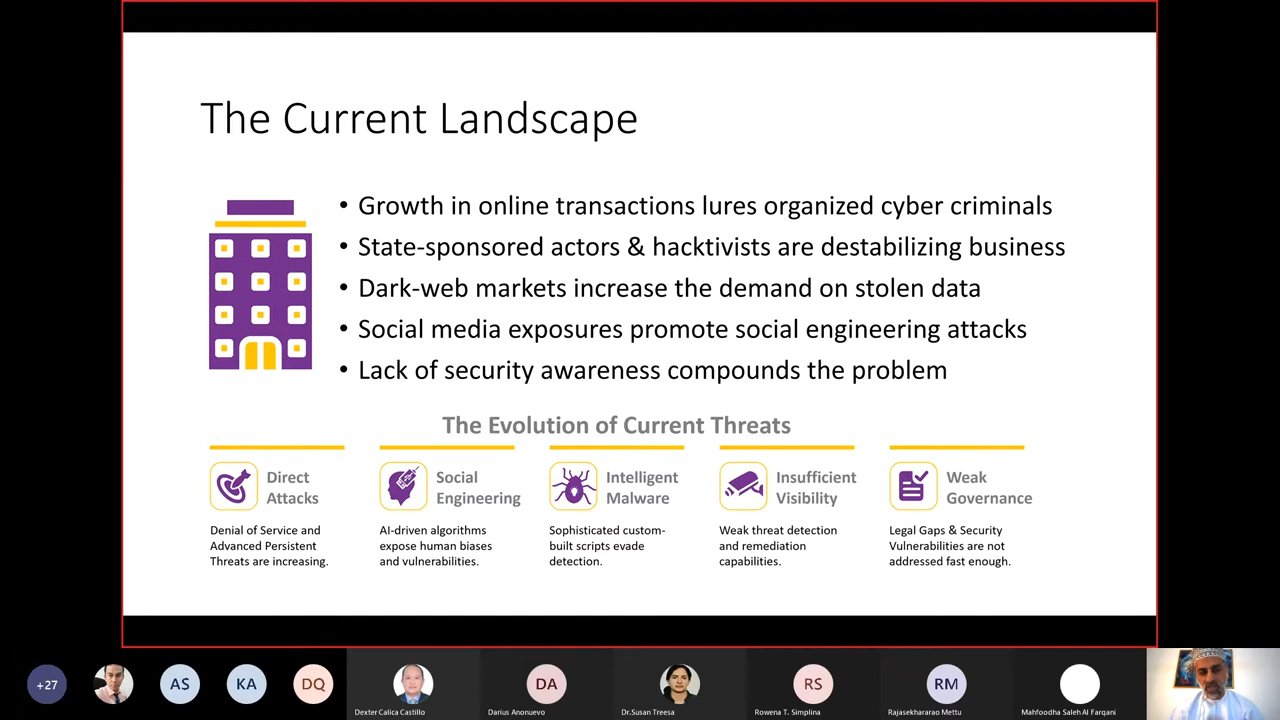 The Current Landscape
• Growth in online transactions lures organized cyber criminals
• State-sponsored actors & hacktivists are destabilizing business
• Dark-web markets increase the demand on stolen data
• Social media exposures promote social engineering attacks
• Lack of security awareness compounds the problem
The Evolution of Current Threats
Direct
Attacks
Denial of Service and
Advanced Persistent
Threats are increasing.
Social
Engineering
AI-driven algorithms
expose human biases
and vulnerabilities.
Intelligent
Malware
Sophisticated custom-
built scripts evade
detection.
Insufficient
Visibility
Weak threat detection
and remediation
capabilities.
Weak
Governance
Legal Gaps & Security
Vulnerabilities are not
addressed fast enough.
+27
AS
KA
DQ
Dexter Calica Castillo
DA
Darius Anonuevo
Dr.Susan Treesa
RS
Rowena T. Simplina
RM
Rajasekhararao Mettu
Mahfoodha Saleh Al Farqani